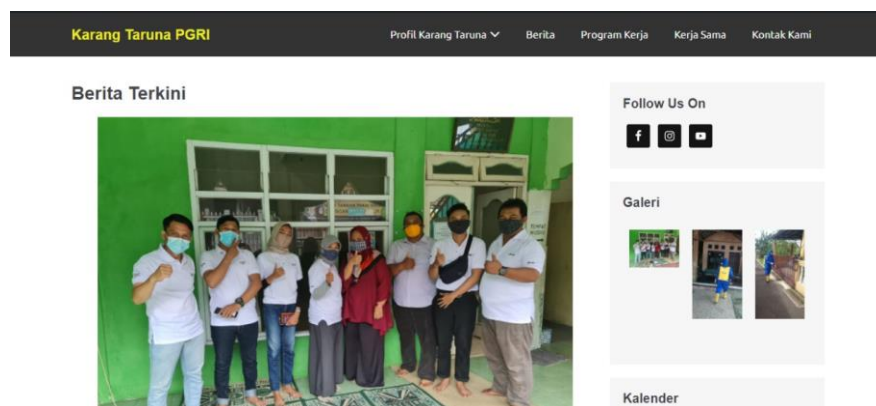 Karang Taruna PGRI
Profil Karang Taruna
Berita
Program Kerja
Kerja Sama
Kontak Kami
Berita Terkini
Follow Us On
Galeri
Kalender